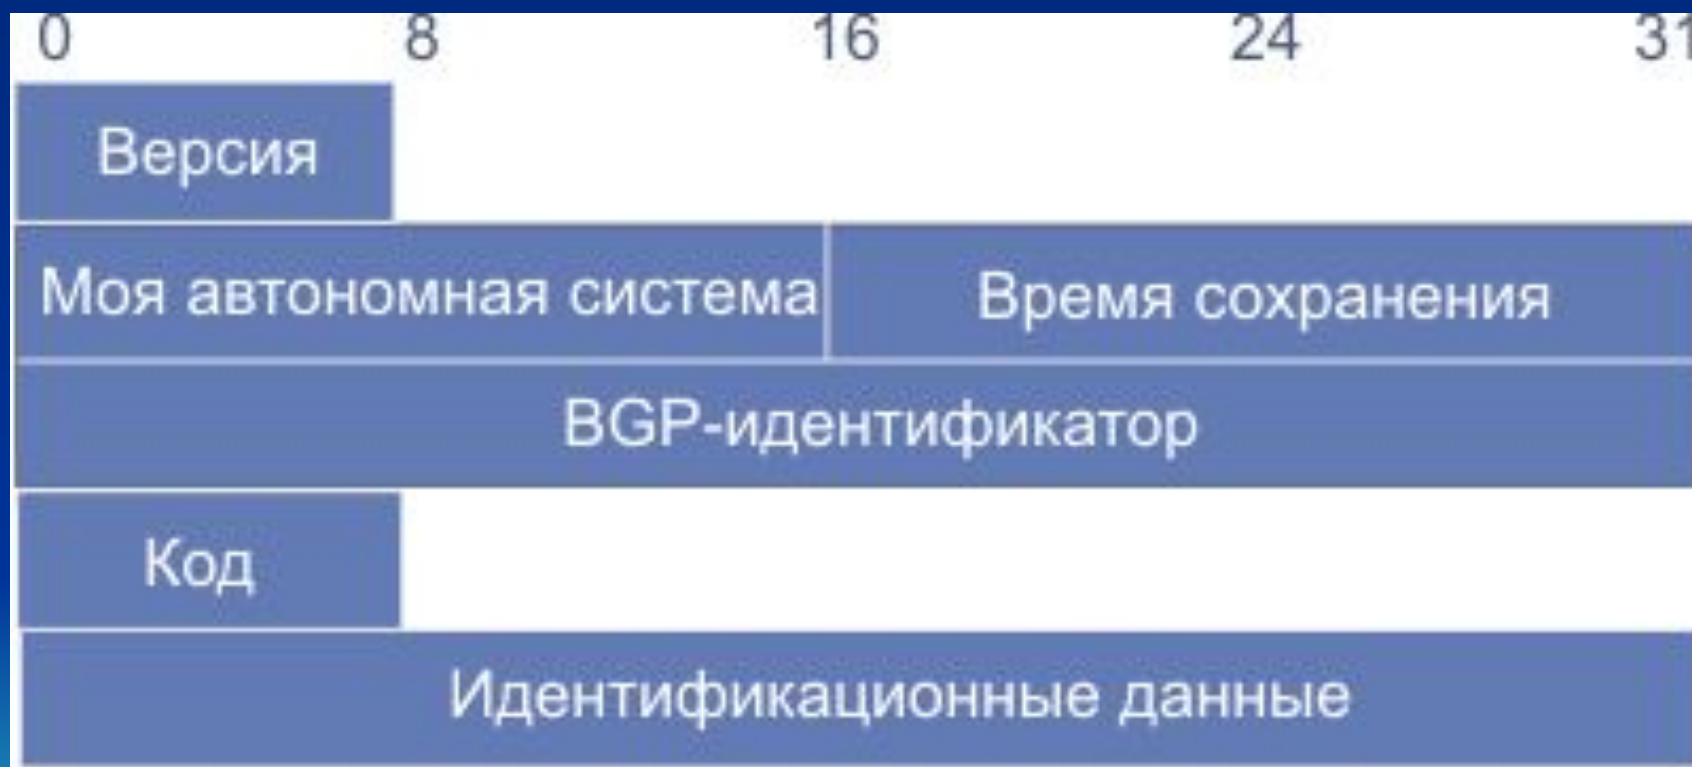 0 8 16 24 31
Версия
Моя автономная система Время сохранения
BGP-идентификатор
Код
Идентификационные данные